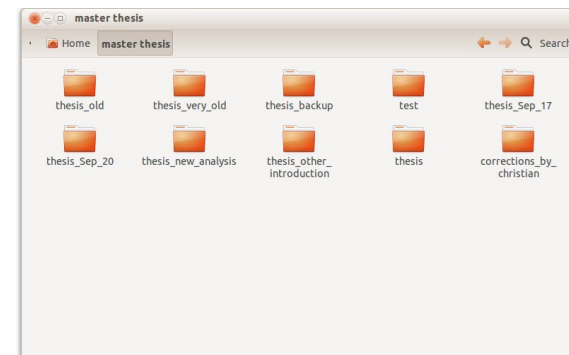 master thesis
Home master thesis Search
thesis_old thesis_very_old thesis_backup test thesis_Sep_17
thesis_Sep_20 thesis_new_analysis thesis_other_ thesis corrections_by_
introduction christian